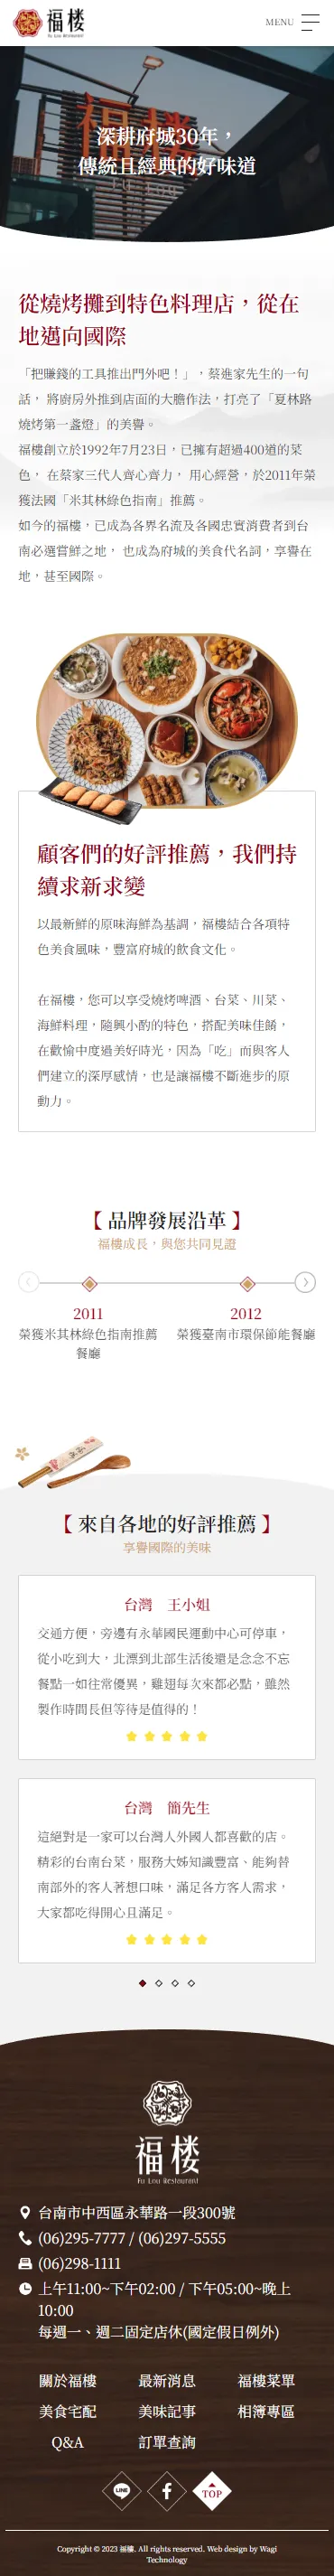 福楼
Fu Lou Restaurant
MENU
深耕府城30年，
傳統且經典的好味道
從燒烤攤到特色料理店，從在
地邁向國際
「把賺錢的工具推出門外吧！」，蔡進家先生的一句
話， 將廚房外推到店面的大膽作法，打亮了「夏林路
燒烤第一盞燈」的美譽。
福樓創立於1992年7月23日，已擁有超過400道的菜
色， 在蔡家三代人齊心齊力， 用心經營，於2011年榮
獲法國「米其林綠色指南」推薦。
如今的福樓，已成為各界名流及各國忠實消費者到台
南必選嘗鮮之地， 也成為府城的美食代名詞，享譽在
地，甚至國際。
顧客們的好評推薦，我們持
續求新求變
以最新鮮的原味海鮮為基調，福樓結合各項特
色美食風味，豐富府城的飲食文化。
在福樓，您可以享受燒烤啤酒、台菜、川菜、
海鮮料理，隨興小酌的特色，搭配美味佳餚，
在歡愉中度過美好時光，因為「吃」而與客人
們建立的深厚感情，也是讓福樓不斷進步的原
動力。
【 品牌發展沿革 】
福樓成長，與您共同見證
2011
榮獲米其林綠色指南推薦
餐廳
2012
榮獲臺南市環保節能餐廳
【 來自各地的好評推薦 】
享譽國際的美味
台灣　王小姐
交通方便，旁邊有永華國民運動中心可停車，
從小吃到大，北漂到北部生活後還是念念不忘
餐點一如往常優異，雞翅每次來都必點，雖然
製作時間長但等待是值得的！
台灣　簡先生
這絕對是一家可以台灣人外國人都喜歡的店。
精彩的台南台菜，服務大姊知識豐富、能夠替
南部外的客人著想口味，滿足各方客人需求，
大家都吃得開心且滿足。
福楼
Fu Lou Restaurant
台南市中西區永華路一段300號
(06)295-7777 / (06)297-5555
(06)298-1111
上午11:00~下午02:00 / 下午05:00~晚上
10:00
每週一、週二固定店休(國定假日例外)
關於福樓 最新消息 福樓菜單
美食宅配 美味記事 相簿專區
Q&A 訂單查詢
LINE
TOP
Copyright © 2023 福樓. All rights reserved. Web design by Wagi
Technology